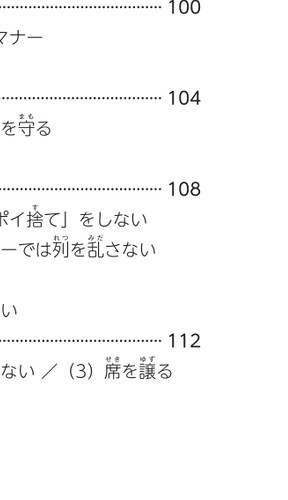 100
マナー
104
を守る
108
ポイ捨て」をしない
ーでは列を乱さない
い
112
ない ／（3）席を譲る